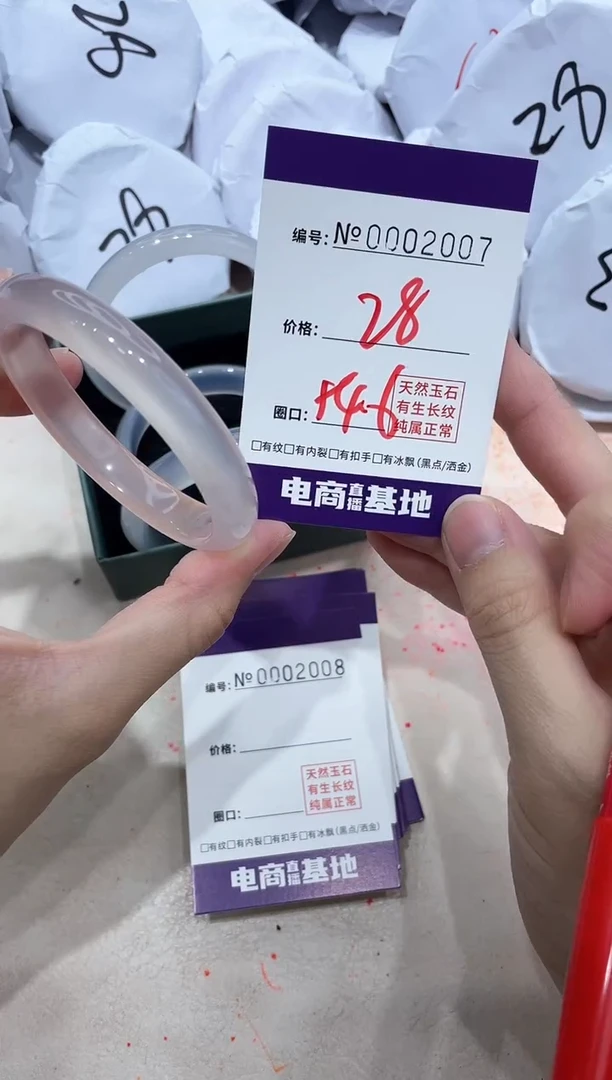 28
28
28
编号: №0002007
价格: 28
圈口: 54.6
天然玉石
有生长纹
纯属正常
□有纹□有内裂□有扣手□有冰飘(黑点/洒金)
电商直播基地
编号: №0002008
价格:
圈口:
天然玉石
有生长纹
纯属正常
□有纹□有内裂□有扣手□有冰飘(黑点/洒金)
电商直播基地